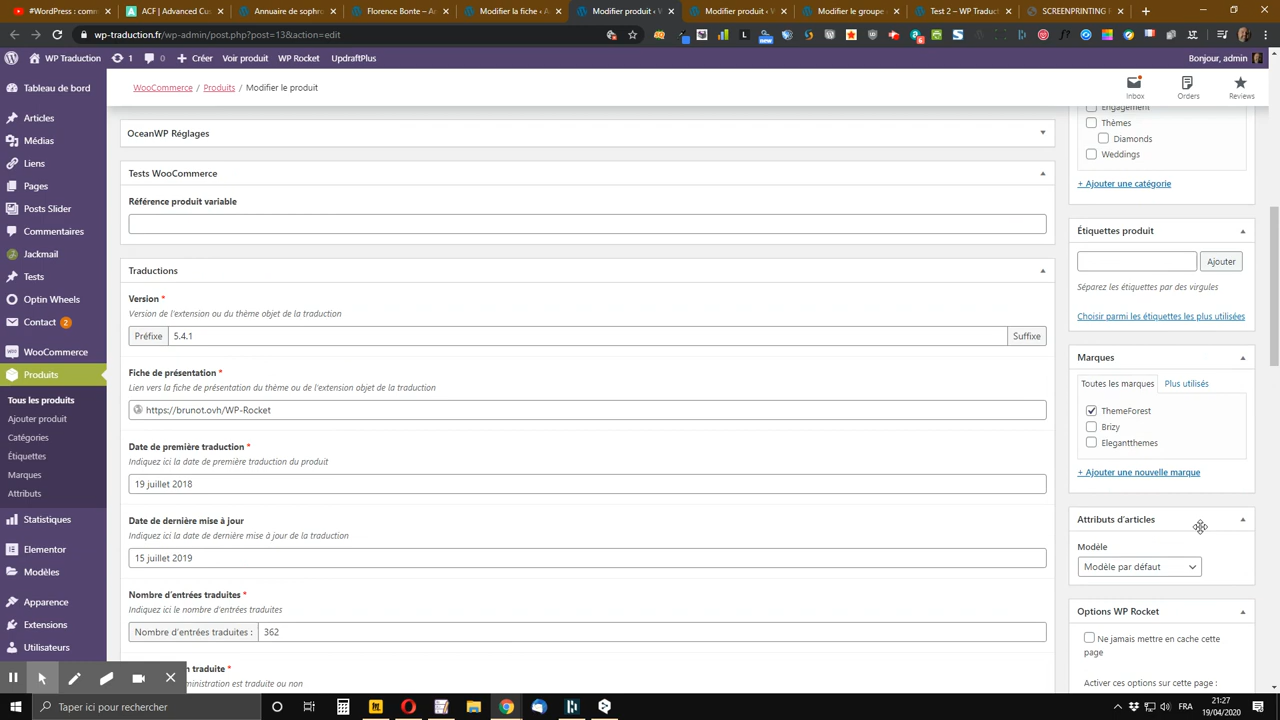 ACF | Custom
Annuaire de sophro
Florence Bonte – An
Modifier la fiche ‹ A
Modifier produit ‹ V
Modifier produit ‹ W
Modifier le groupe
Test 2 – WP Traduct
SCREENPRINTING
wp-traduction.fr/wp-admin/post.php?post=13&action=edit
WP Traduction
1
0
Créer
Voir produit
WP Rocket
UpdraftPlus
Bonjour, admin
WooCommerce / Produits / Modifier le produit
Inbox
Orders
Reviews
Tableau de bord
Articles
Médias
Liens
Pages
Posts Slider
Commentaires
Jackmail
Tests
Optin Wheels
Contact 2
WooCommerce
Produits
Tous les produits
Ajouter produit
Catégories
Étiquettes
Marques
Attributs
Statistiques
Elementor
Modèles
Apparence
Extensions
Utilisateurs
OceanWP Réglages
Tests WooCommerce
Référence produit variable
Traductions
Version *
Version de l'extension ou du thème objet de la traduction
Préfixe 5.4.1 Suffixe
Fiche de présentation *
Lien vers la fiche de présentation du thème ou de l'extension objet de la traduction
https://brunot.ovh/WP-Rocket
Date de première traduction *
Indiquez ici la date de première traduction du produit
19 juillet 2018
Date de dernière mise à jour
Indiquez ici la date de dernière mise à jour de la traduction
15 juillet 2019
Nombre d'entrées traduites *
Indiquez ici le nombre d'entrées traduites
Nombre d'entrées traduites : 362
n traduite *
administration est traduite ou non
Engagement
Thèmes
Diamonds
Weddings
+ Ajouter une catégorie
Étiquettes produit
Ajouter
Séparez les étiquettes par des virgules
Choisir parmi les étiquettes les plus utilisées
Marques
Toutes les marques
Plus utilisés
ThemeForest
Brizy
Elegantthemes
+ Ajouter une nouvelle marque
Attributs d'articles
Modèle
Modèle par défaut
Options WP Rocket
Ne jamais mettre en cache cette
page
Activer ces options sur cette page :
Taper ici pour rechercher
FRA
21:27
19/04/2020